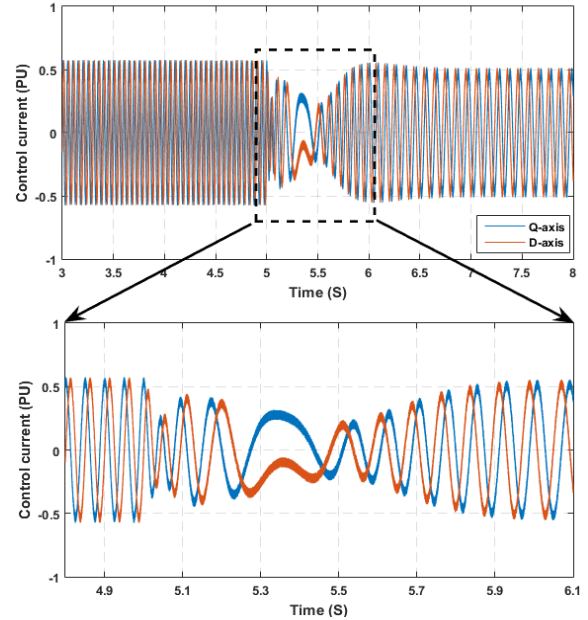 1
0.5
0
-0.5
-1
Control current (PU)
Q-axis
D-axis
3 3.5 4 4.5 5 5.5 6 6.5 7 7.5 8
Time (S)
1
0.5
0
-0.5
-1
Control current (PU)
4.9 5.1 5.3 5.5 5.7 5.9 6.1
Time (S)